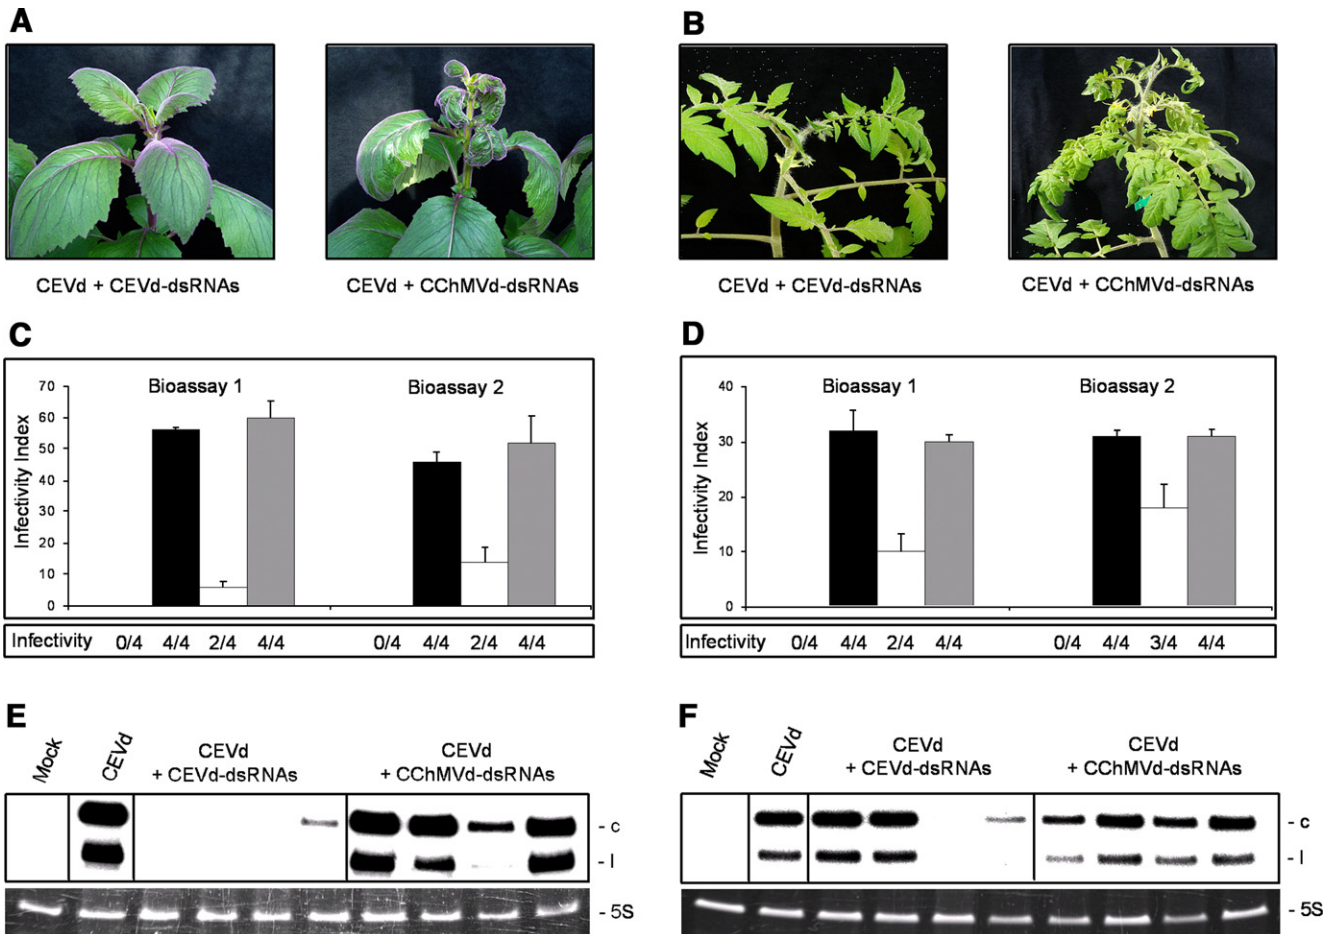 A
B
CEVd + CEVd-dsRNAs
CEVd + CChMVd-dsRNAs
CEVd + CEVd-dsRNAs
CEVd + CChMVd-dsRNAs
C
Infectivity Index
70
60
50
40
30
20
10
0
Bioassay 1
Bioassay 2
Infectivity 0/4 4/4 2/4 4/4 0/4 4/4 2/4 4/4
D
Infectivity Index
40
30
20
10
0
Bioassay 1
Bioassay 2
Infectivity 0/4 4/4 2/4 4/4 0/4 4/4 3/4 4/4
E
Mock
CEVd
CEVd
+ CEVd-dsRNAs
CEVd
+ CChMVd-dsRNAs
- c
- l
- 5S
F
Mock
CEVd
CEVd
+ CEVd-dsRNAs
CEVd
+ CChMVd-dsRNAs
- c
- l
- 5S